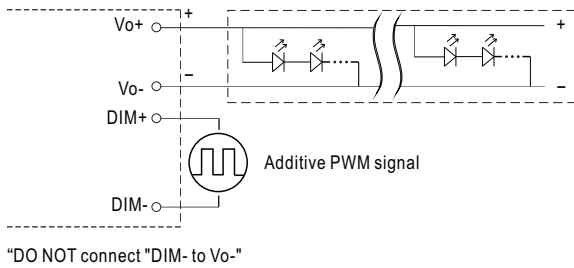 Vo+ + +
Vo- – –
DIM+
Additive PWM signal
DIM-
“DO NOT connect "DIM- to Vo-"